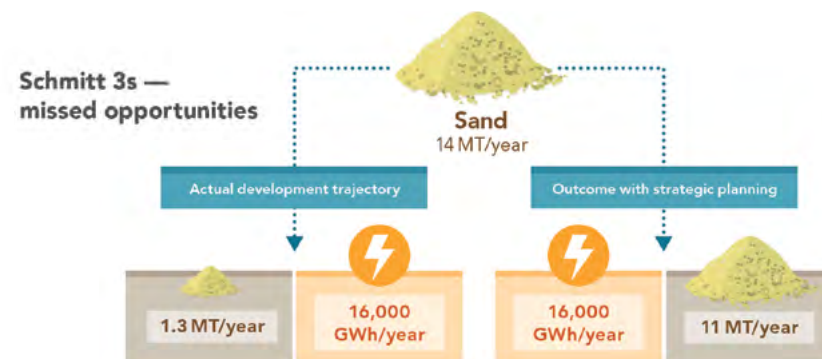 Schmitt 3s —
missed opportunities
Sand
14 MT/year
Actual development trajectory
Outcome with strategic planning
1.3 MT/year
16,000
GWh/year
16,000
GWh/year
11 MT/year